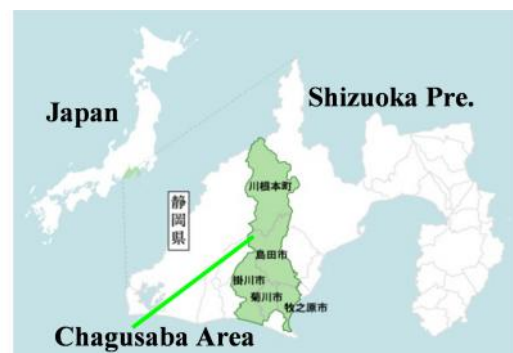 Japan
Shizuoka Pre.
静岡県
川根本町
島田市
掛川市
菊川市
牧之原市
Chagusaba Area